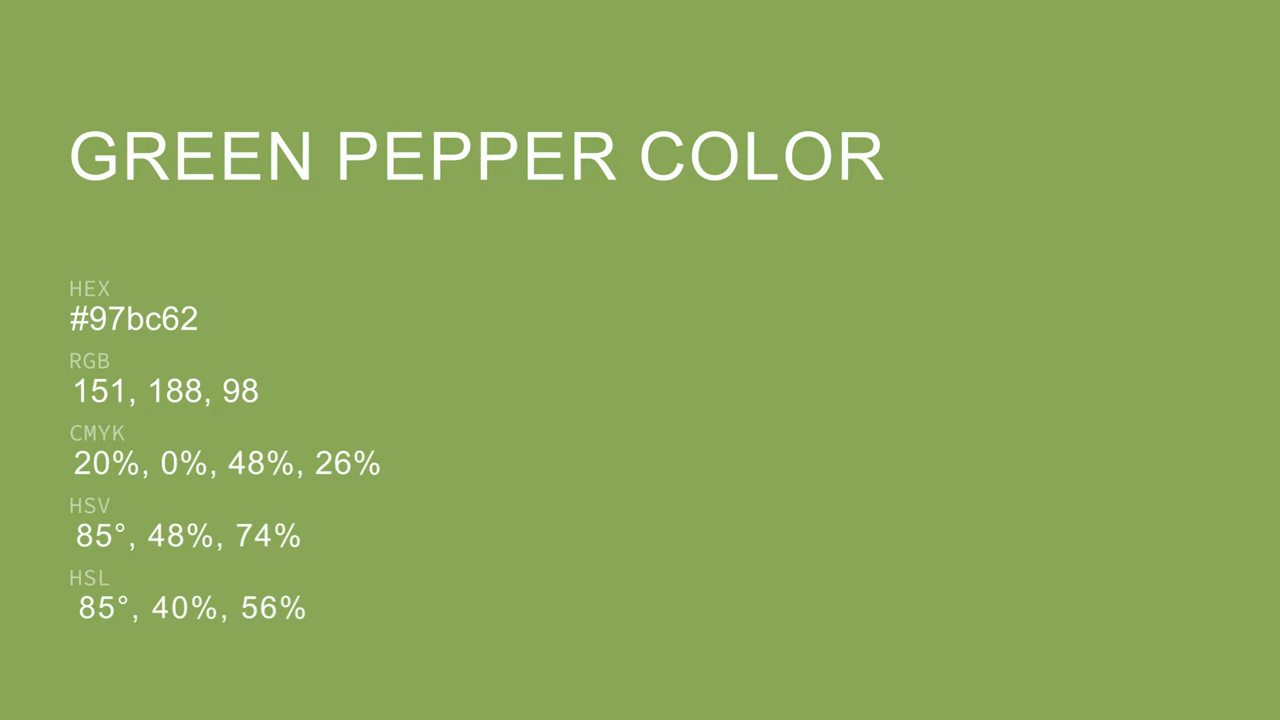 GREEN PEPPER COLOR
HEX
#97bc62
RGB
151, 188, 98
CMYK
20%, 0%, 48%, 26%
HSV
85°, 48%, 74%
HSL
85°, 40%, 56%